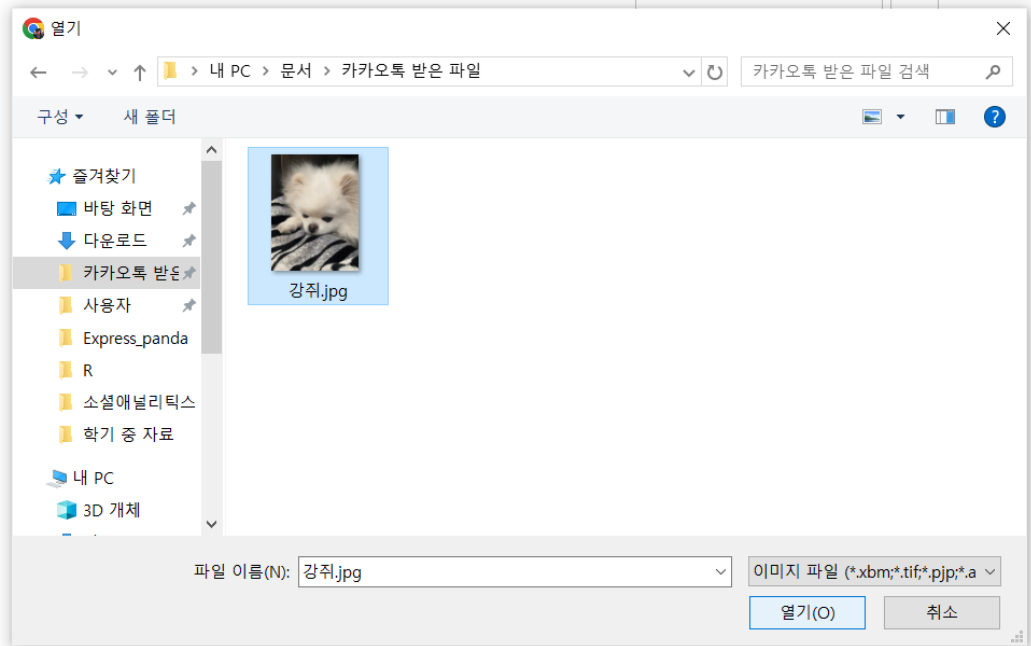 열기
내 PC > 문서 > 카카오톡 받은 파일
카카오톡 받은 파일 검색
구성
새 폴더
?
즐겨찾기
바탕 화면
다운로드
카카오톡 받은
사용자
Express_panda
R
소셜애널리틱스
학기 중 자료
내 PC
3D 개체
강쥐.jpg
파일 이름(N): 강쥐.jpg
이미지 파일 (*.xbm;*.tif;*.pjp;*.a
열기(O)
취소